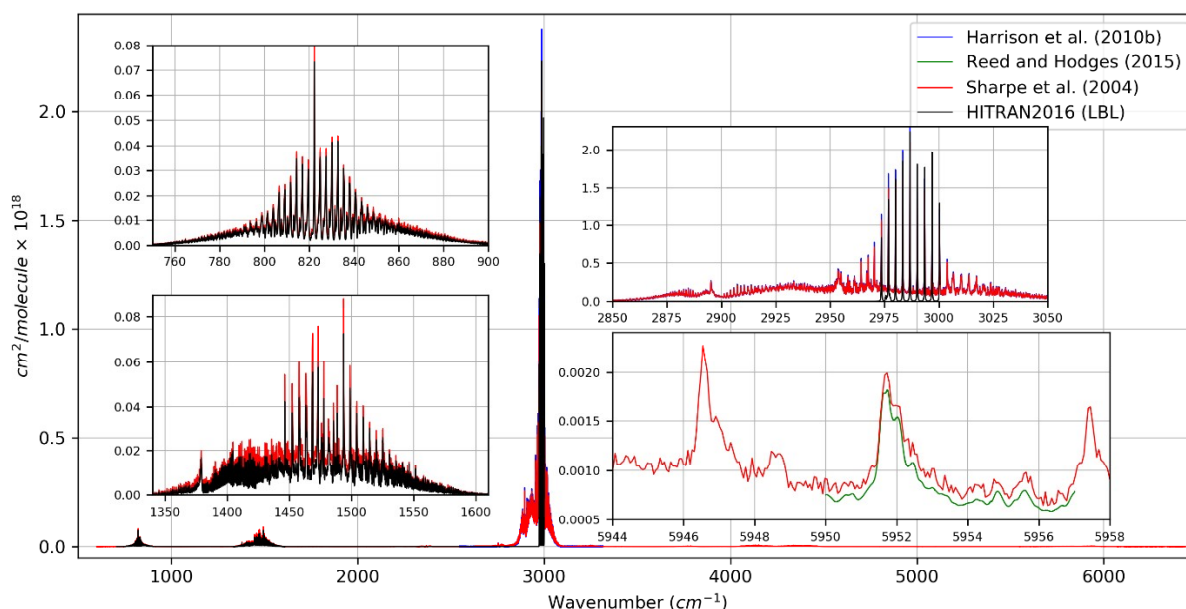 Harrison et al. (2010b)
Reed and Hodges (2015)
Sharpe et al. (2004)
HITRAN2016 (LBL)
cm²/molecule × 10¹⁸
2.0
1.5
1.0
0.5
0.0
0.08
0.07
0.06
0.05
0.04
0.03
0.02
0.01
0.00
760 780 800 820 840 860 880 900
2.0
1.5
1.0
0.5
0.0
2850 2875 2900 2925 2950 2975 3000 3025 3050
0.08
0.06
0.04
0.02
0.00
1350 1400 1450 1500 1550 1600
0.0020
0.0015
0.0010
0.0005
5944 5946 5948 5950 5952 5954 5956 5958
1000 2000 3000 4000 5000 6000
Wavenumber (cm⁻¹)